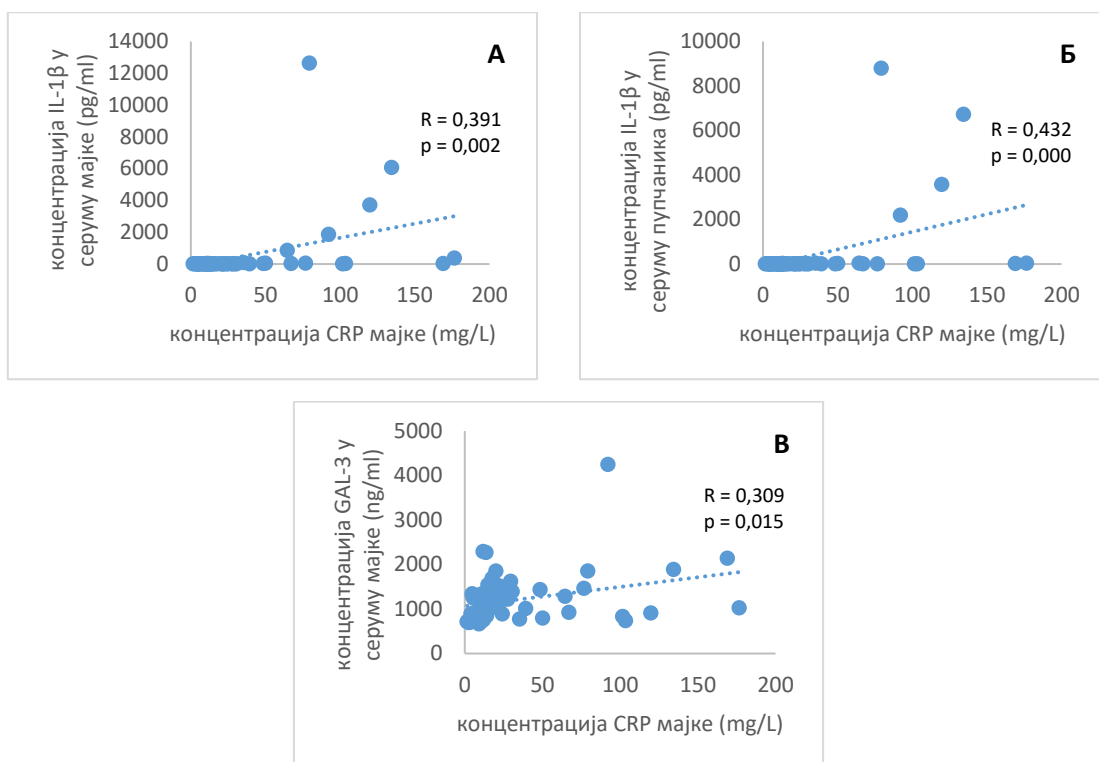 концентрација IL-1β у
серуму мајке (pg/ml)
14000
12000
10000
8000
6000
4000
2000
0
А
R = 0,391
p = 0,002
0 50 100 150 200
концентрација CRP мајке (mg/L)
концентрација IL-1β у
серуму пупчаника (pg/ml)
10000
8000
6000
4000
2000
0
Б
R = 0,432
p = 0,000
0 50 100 150 200
концентрација CRP мајке (mg/L)
концентрација GAL-3 у
серуму мајке (ng/ml)
5000
4000
3000
2000
1000
0
В
R = 0,309
p = 0,015
0 50 100 150 200
концентрација CRP мајке (mg/L)